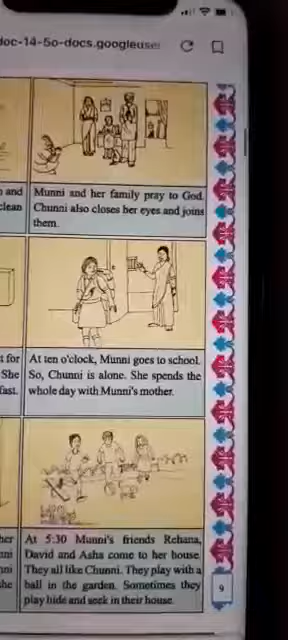 doc-14-5o-docs.googleuser
and
clean
Munni and her family pray to God.
Chunni also closes her eyes and joins
them.
t for
She
fast.
At ten o'clock, Munni goes to school.
So, Chunni is alone. She spends the
whole day with Munni's mother.
her
nni
nni
she
At 5:30 Munni's friends Rehana,
David and Asha come to her house.
They all like Chunni. They play with a
ball in the garden. Sometimes they
play hide and seek in their house.
9